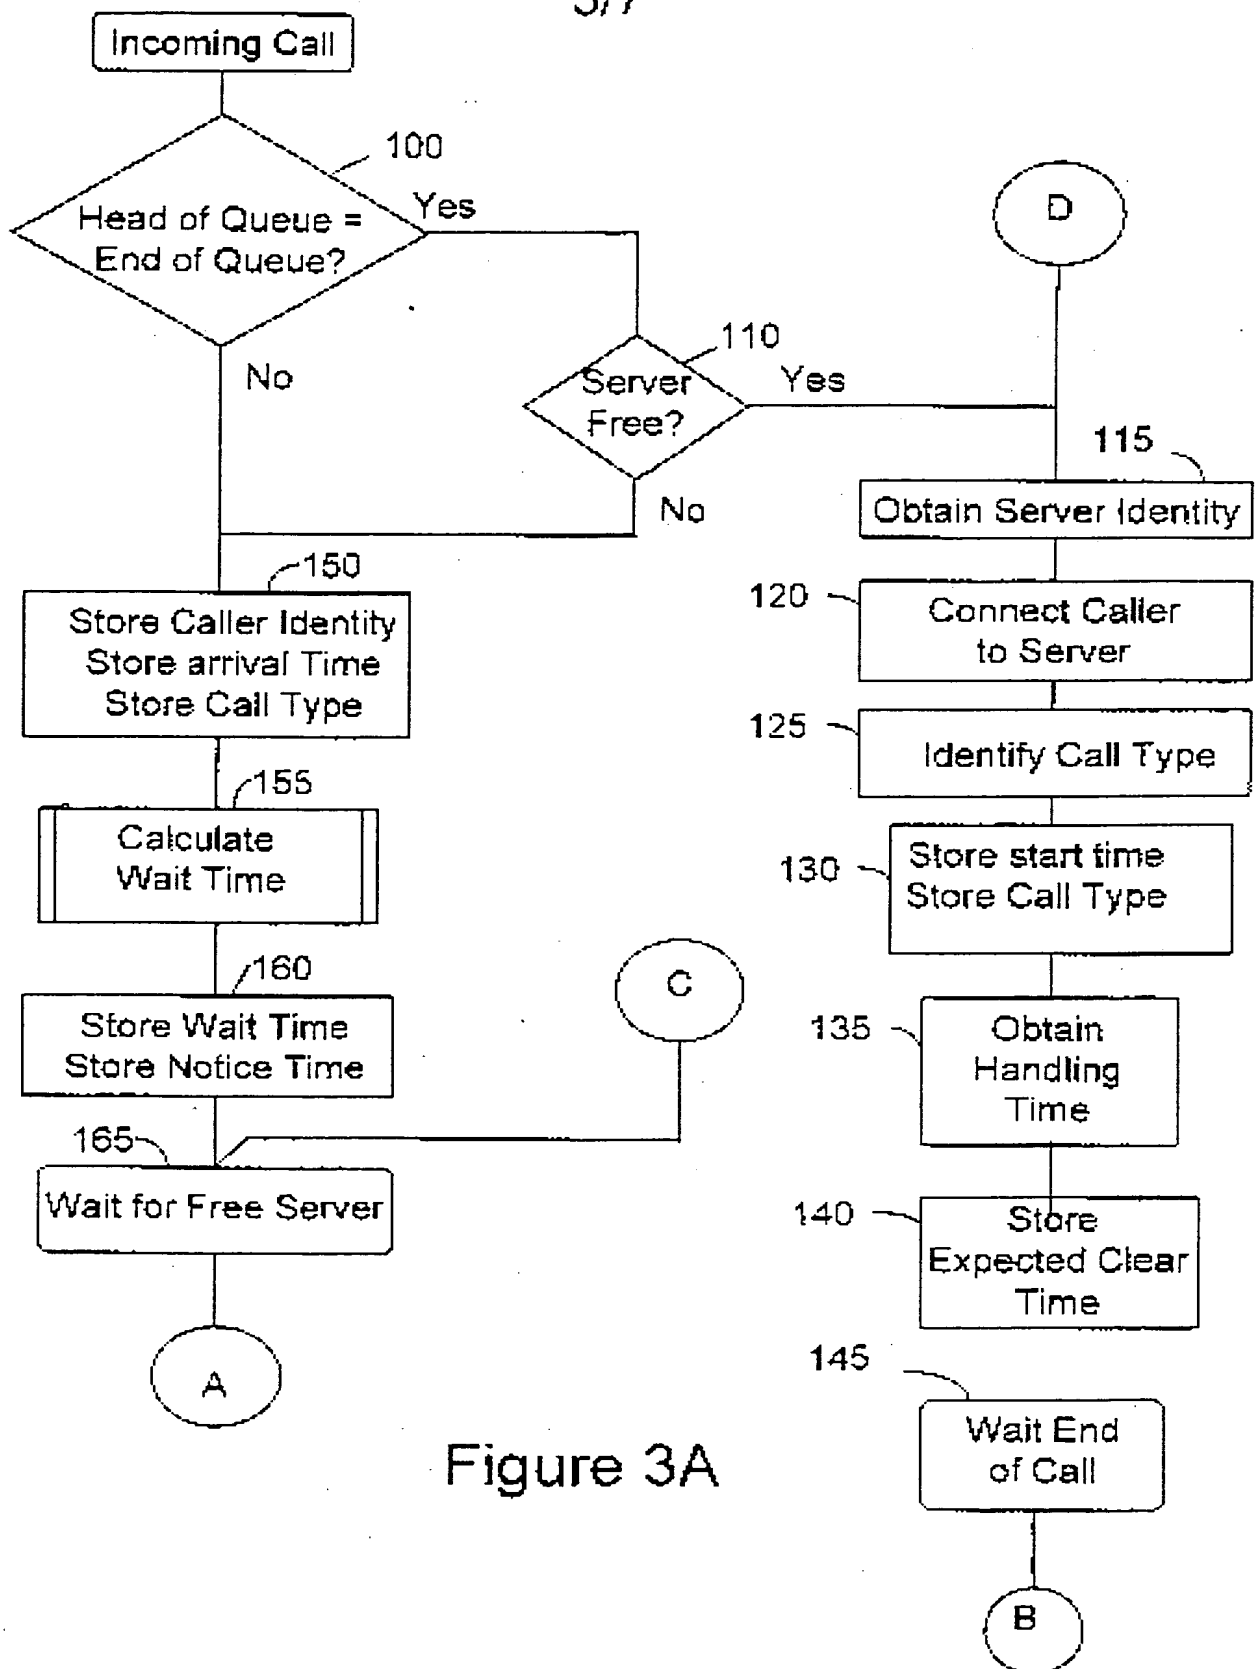 Incoming Call
100
Head of Queue =
End of Queue?
Yes
No
110
Server
Free?
Yes
No
D
115
Obtain Server Identity
120
Connect Caller
to Server
125
Identify Call Type
130
Store start time
Store Call Type
135
Obtain
Handling
Time
140
Store
Expected Clear
Time
145
Wait End
of Call
B
150
Store Caller Identity
Store arrival Time
Store Call Type
155
Calculate
Wait Time
160
Store Wait Time
Store Notice Time
C
165
Wait for Free Server
A
Figure 3A